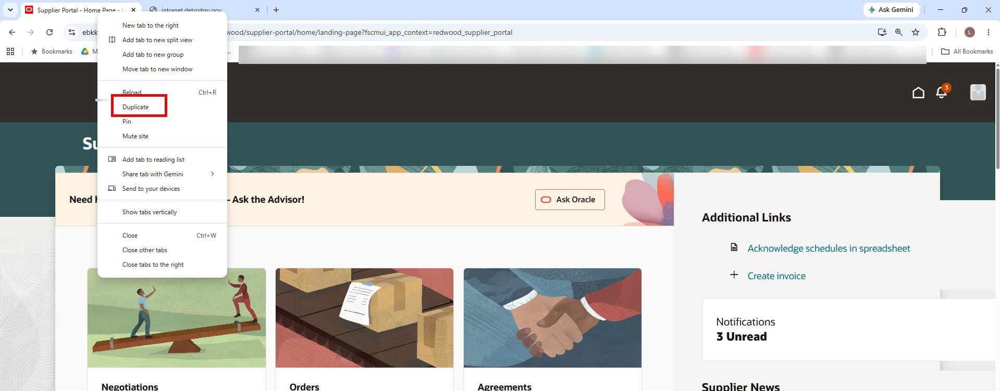 Supplier Portal - Home Page -
intranet.detroitmi.gov
Ask Gemini
ebkk
wood/supplier-portal/home/landing-page?fscmui_app_context=redwood_supplier_portal
L
Bookmarks
M
...
All Bookmarks
New tab to the right
Add tab to new split view
Add tab to new group
Move tab to new window
Reload Ctrl+R
Duplicate
Pin
Mute site
Add tab to reading list
Share tab with Gemini
Send to your devices
Show tabs vertically
Close Ctrl+W
Close other tabs
Close tabs to the right
3
Su
Need h
- Ask the Advisor!
Ask Oracle
Additional Links
Acknowledge schedules in spreadsheet
Create invoice
Notifications
3 Unread
Negotiations
Orders
Agreements
Supplier News